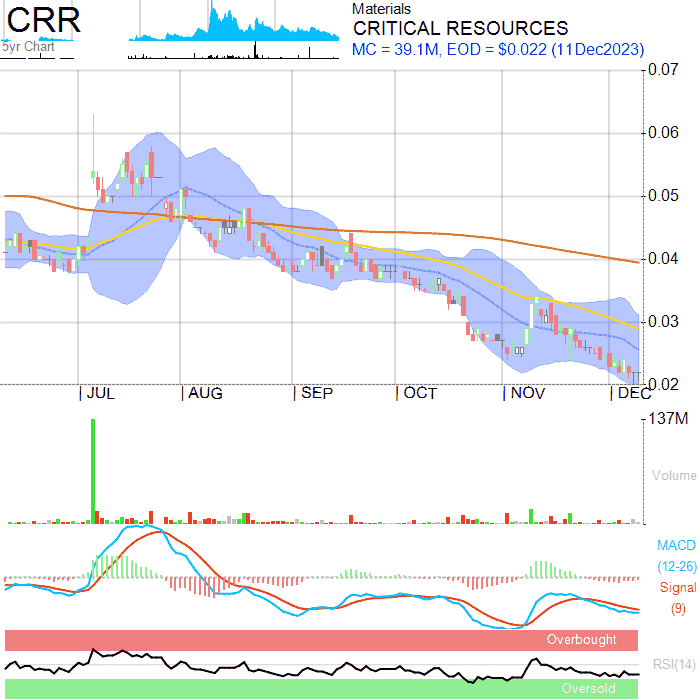 CRR
5yr Chart
Materials
CRITICAL RESOURCES
MC = 39.1M, EOD = $0.022 (11Dec2023)
0.07
0.06
0.05
0.04
0.03
0.02
| JUL | AUG | SEP | OCT | NOV | DEC
137M
Volume
MACD
(12-26)
Signal
(9)
Overbought
RSI(14)
Oversold